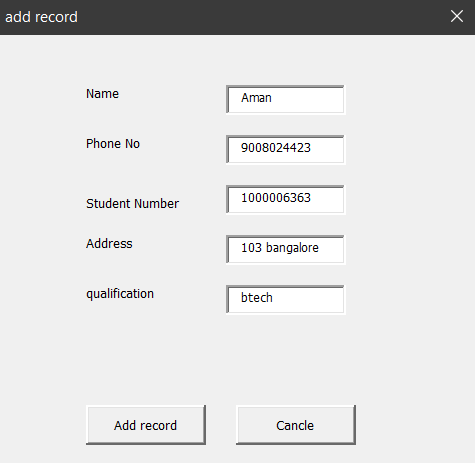 add record
Name Aman
Phone No 9008024423
Student Number 1000006363
Address 103 bangalore
qualification btech
Add record Cancle